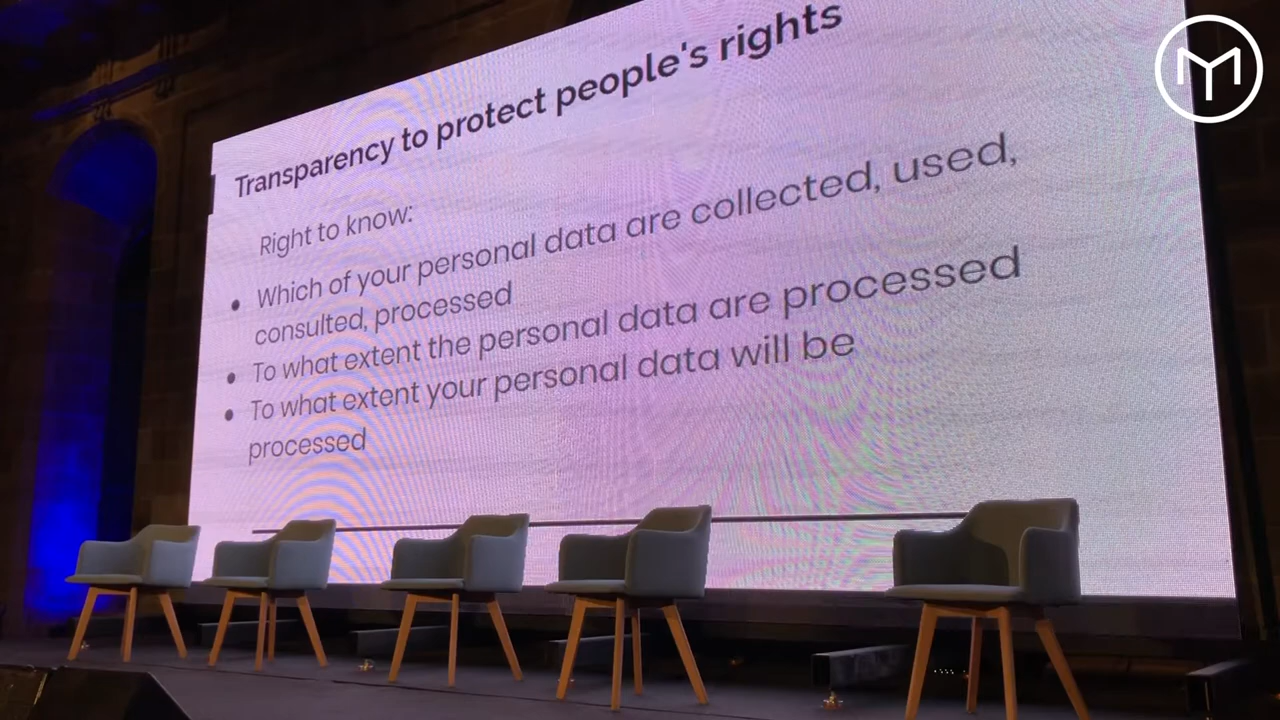 Transparency to protect people's rights
Right to know:
• Which of your personal data are collected, used,
consulted, processed
• To what extent the personal data are processed
• To what extent your personal data will be
processed